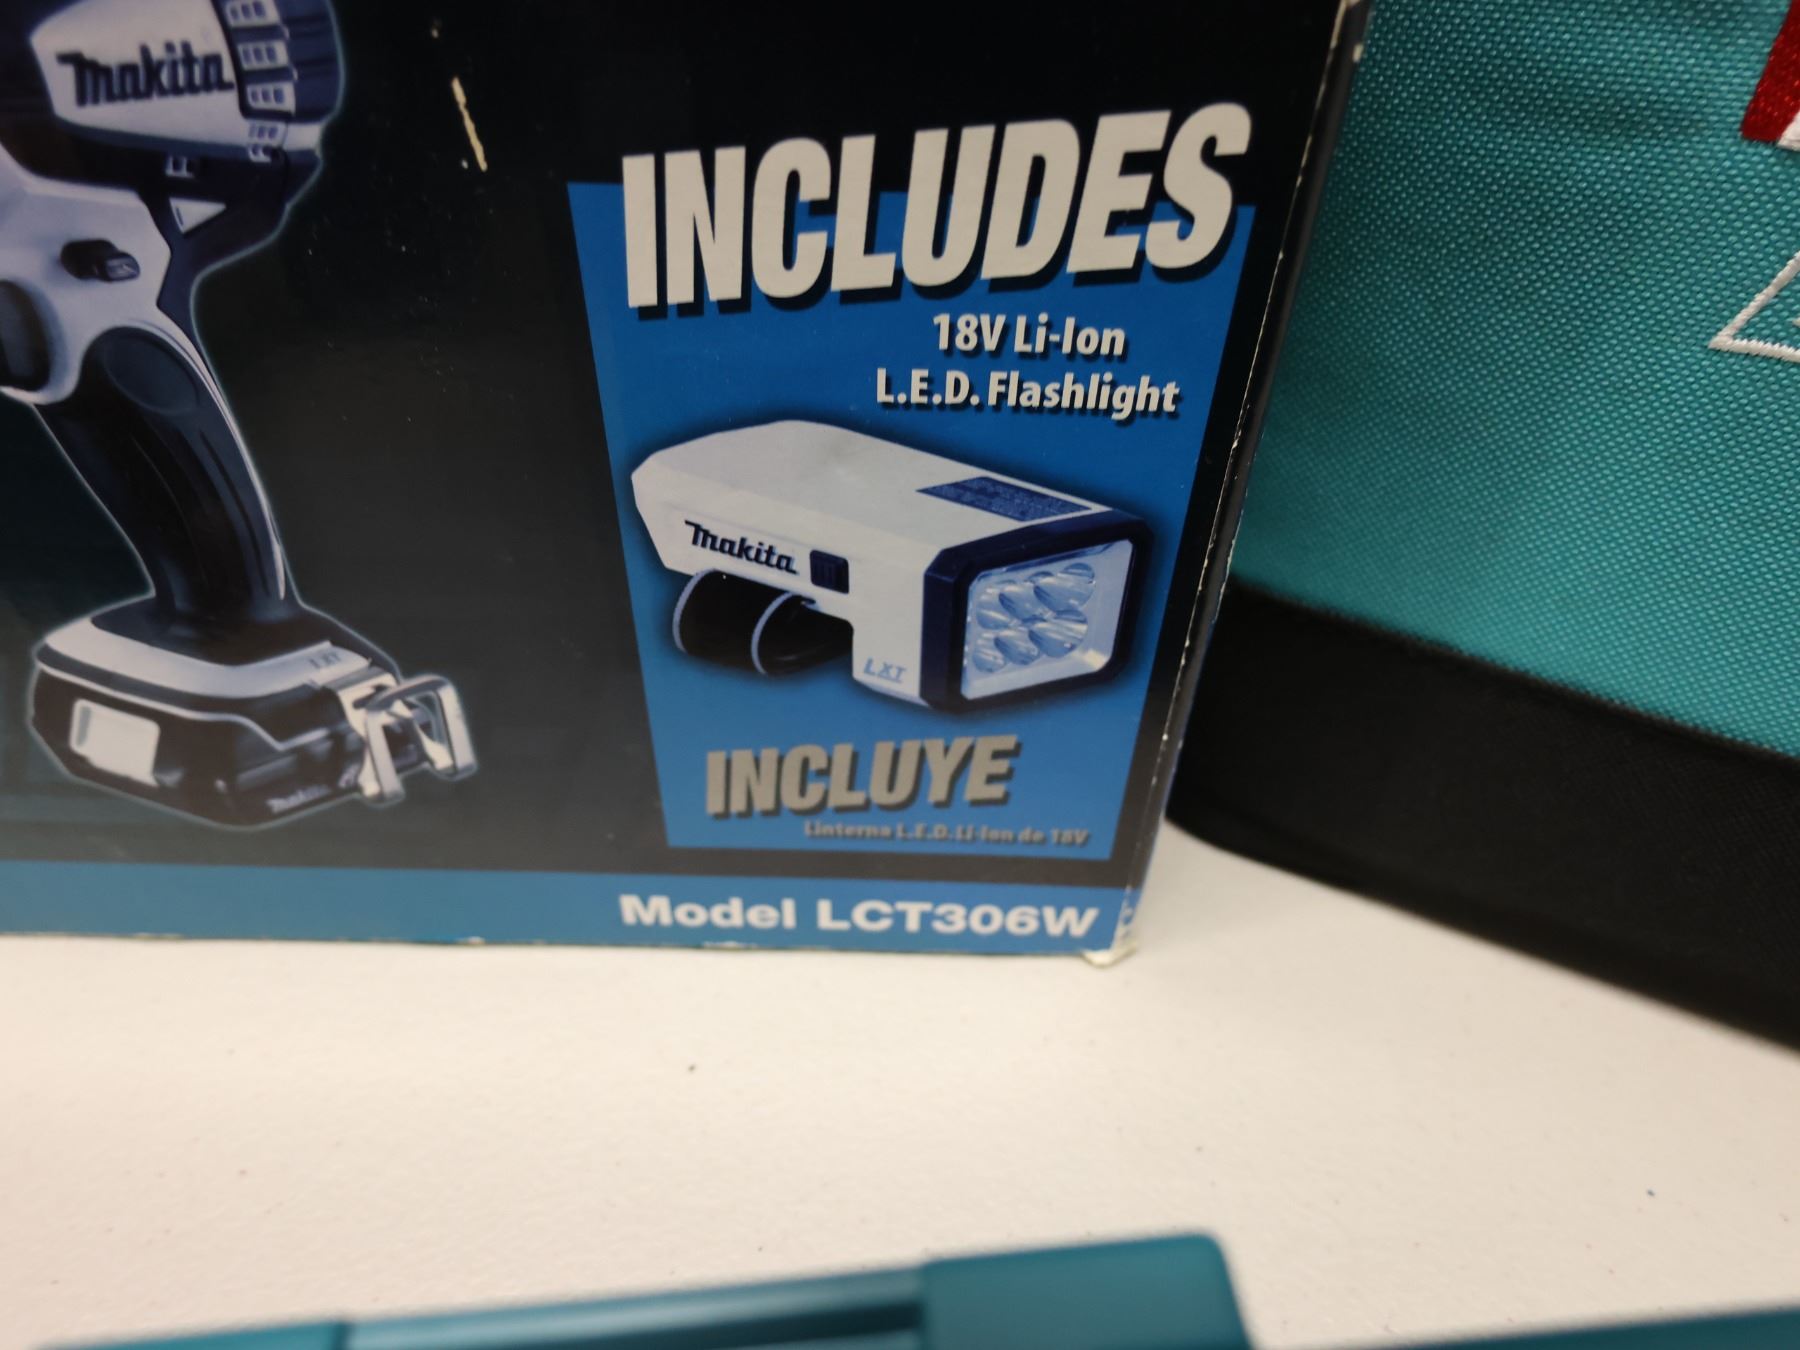 makita
INCLUDES
18V Li-Ion
L.E.D. Flashlight
makita
LXT
LXT
makita
INCLUYE
Linterna L.E.D. Li-Ion de 18V
Model LCT306W